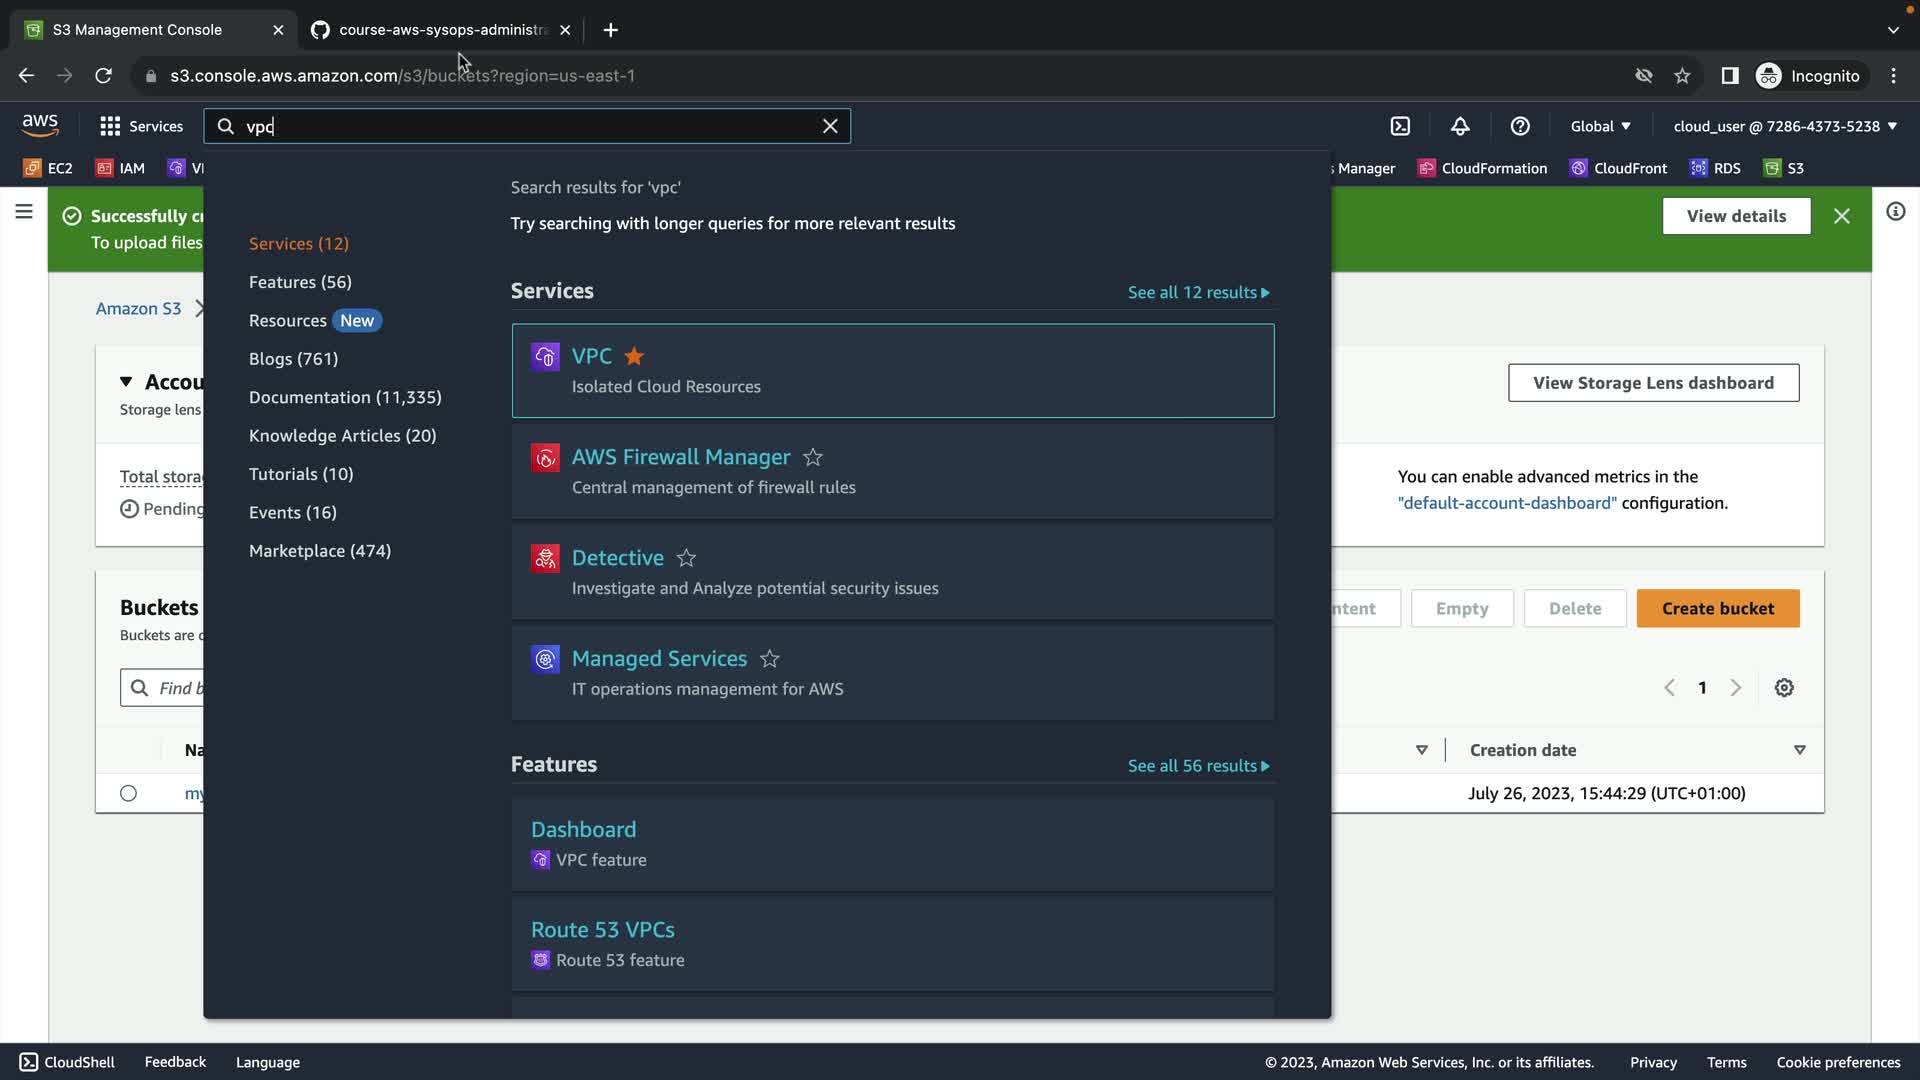 S3 Management Console
course-aws-sysops-administra
s3.console.aws.amazon.com/s3/buckets?region=us-east-1
Incognito
aws
Services
vpc
Global
cloud_user @ 7286-4373-5238
EC2
IAM
s Manager
CloudFormation
CloudFront
RDS
S3
Successfully
To upload files
View details
Search results for 'vpc'
Try searching with longer queries for more relevant results
Services (12)
Features (56)
Resources New
Blogs (761)
Documentation (11,335)
Knowledge Articles (20)
Tutorials (10)
Events (16)
Marketplace (474)
Services
See all 12 results
VPC
Isolated Cloud Resources
AWS Firewall Manager
Central management of firewall rules
Detective
Investigate and Analyze potential security issues
Managed Services
IT operations management for AWS
Features
See all 56 results
Dashboard
VPC feature
Route 53 VPCs
Route 53 feature
Amazon S3
Accou
Storage lens
View Storage Lens dashboard
Total stora
Pending
You can enable advanced metrics in the
"default-account-dashboard" configuration.
Buckets
Buckets are
Find b
ntent
Empty
Delete
Create bucket
1
Na
Creation date
my
July 26, 2023, 15:44:29 (UTC+01:00)
CloudShell
Feedback
Language
© 2023, Amazon Web Services, Inc. or its affiliates.
Privacy
Terms
Cookie preferences